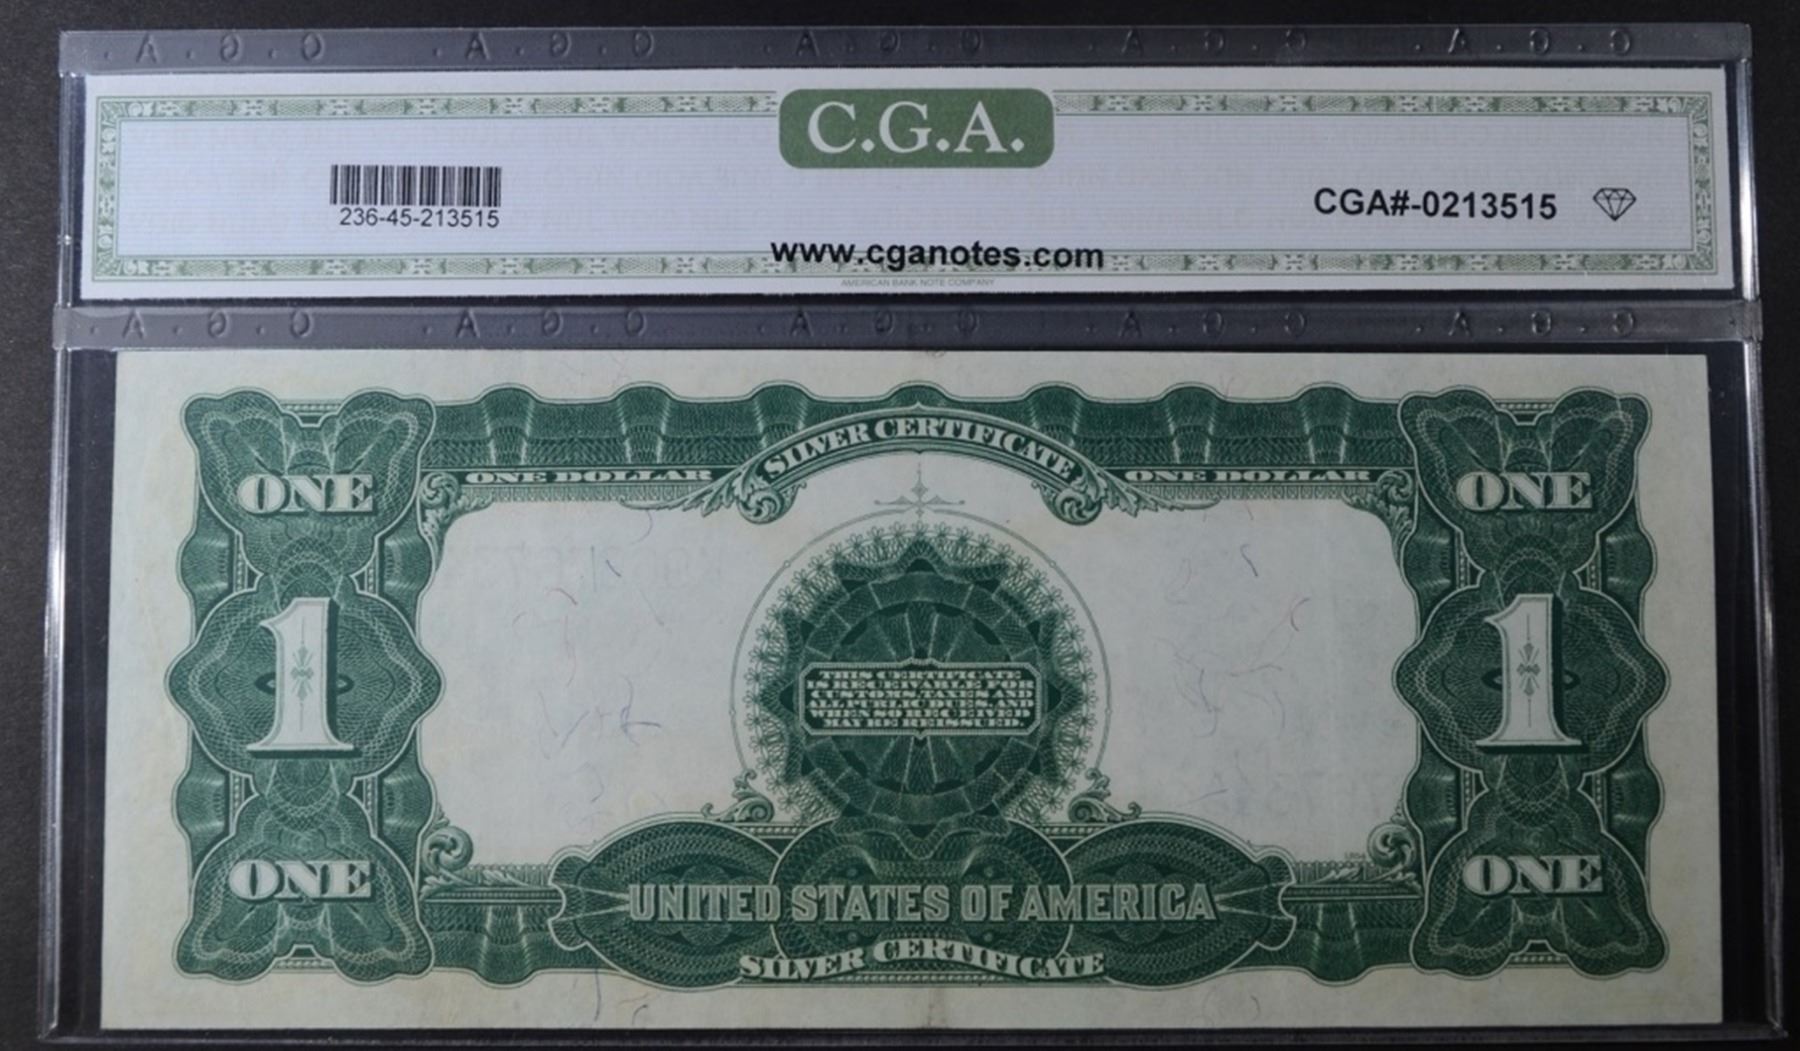 C.G.A.
236-45-213515
CGA#-0213515
www.cganotes.com
AMERICAN BANK NOTE COMPANY
SILVER CERTIFICATE
ONE DOLLAR ONE DOLLAR
ONE ONE
1 1
THIS CERTIFICATE
IS RECEIVABLE FOR
CUSTOMS, TAXES, AND
ALL PUBLIC DUES, AND
WHEN SO RECEIVED
MAY BE REISSUED.
ONE ONE
UNITED STATES OF AMERICA
SILVER CERTIFICATE